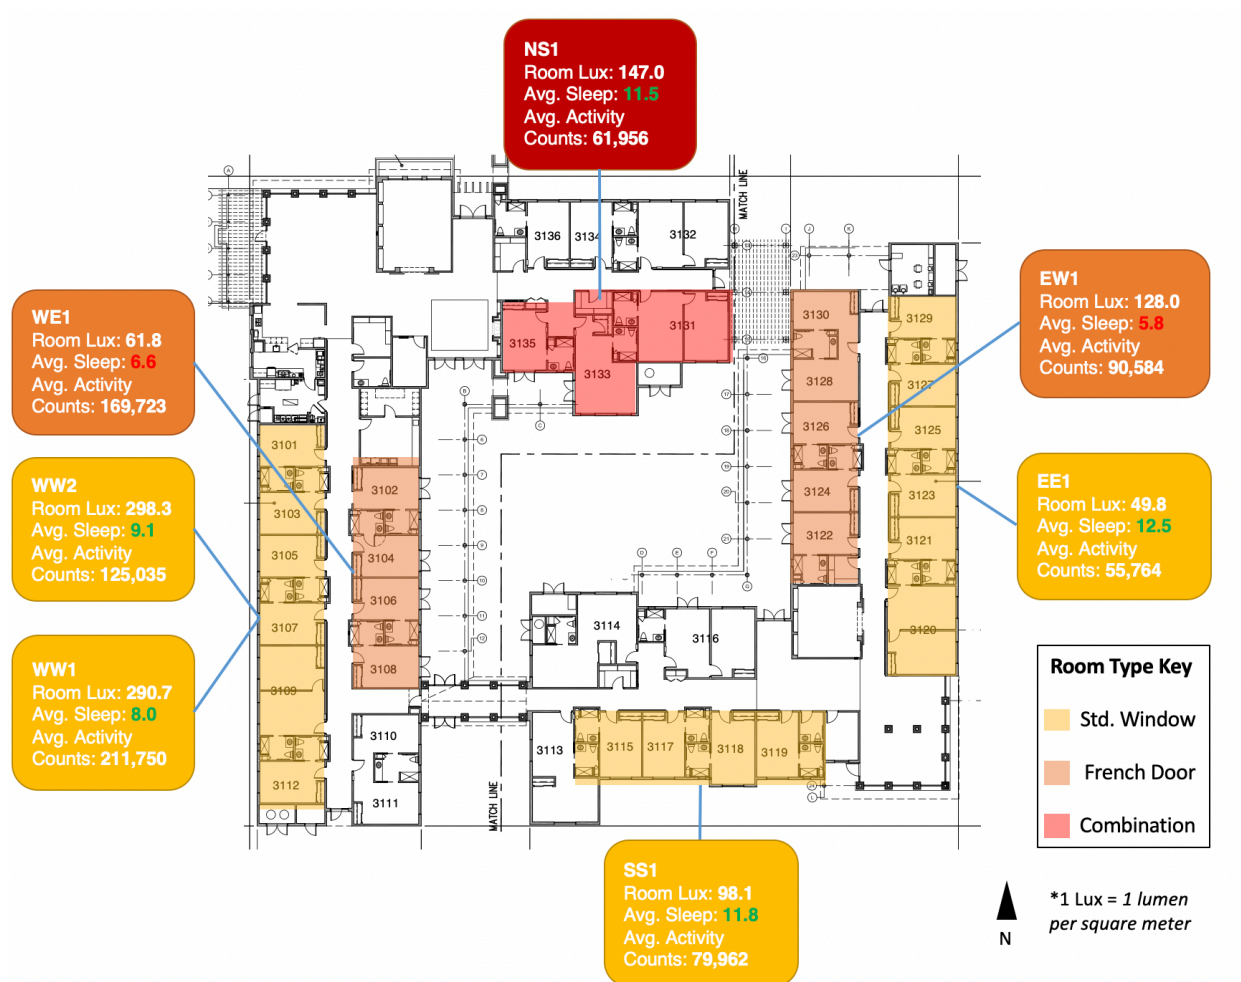 NS1
Room Lux: 147.0
Avg. Sleep: 11.5
Avg. Activity
Counts: 61,956
MATCH LINE
3136
3134
3132
WE1
Room Lux: 61.8
Avg. Sleep: 6.6
Avg. Activity
Counts: 169,723
EW1
Room Lux: 128.0
Avg. Sleep: 5.8
Avg. Activity
Counts: 90,584
3135
3133
3131
3130
3128
3126
3124
3122
3129
3127
3125
3123
3121
3120
WW2
Room Lux: 298.3
Avg. Sleep: 9.1
Avg. Activity
Counts: 125,035
EE1
Room Lux: 49.8
Avg. Sleep: 12.5
Avg. Activity
Counts: 55,764
3101
3103
3105
3107
3109
3112
3102
3104
3106
3108
3110
3111
3114
3116
WW1
Room Lux: 290.7
Avg. Sleep: 8.0
Avg. Activity
Counts: 211,750
3113
3115
3117
3118
3119
MATCH LINE
Room Type Key
Std. Window
French Door
Combination
SS1
Room Lux: 98.1
Avg. Sleep: 11.8
Avg. Activity
Counts: 79,962
N
*1 Lux = 1 lumen
per square meter